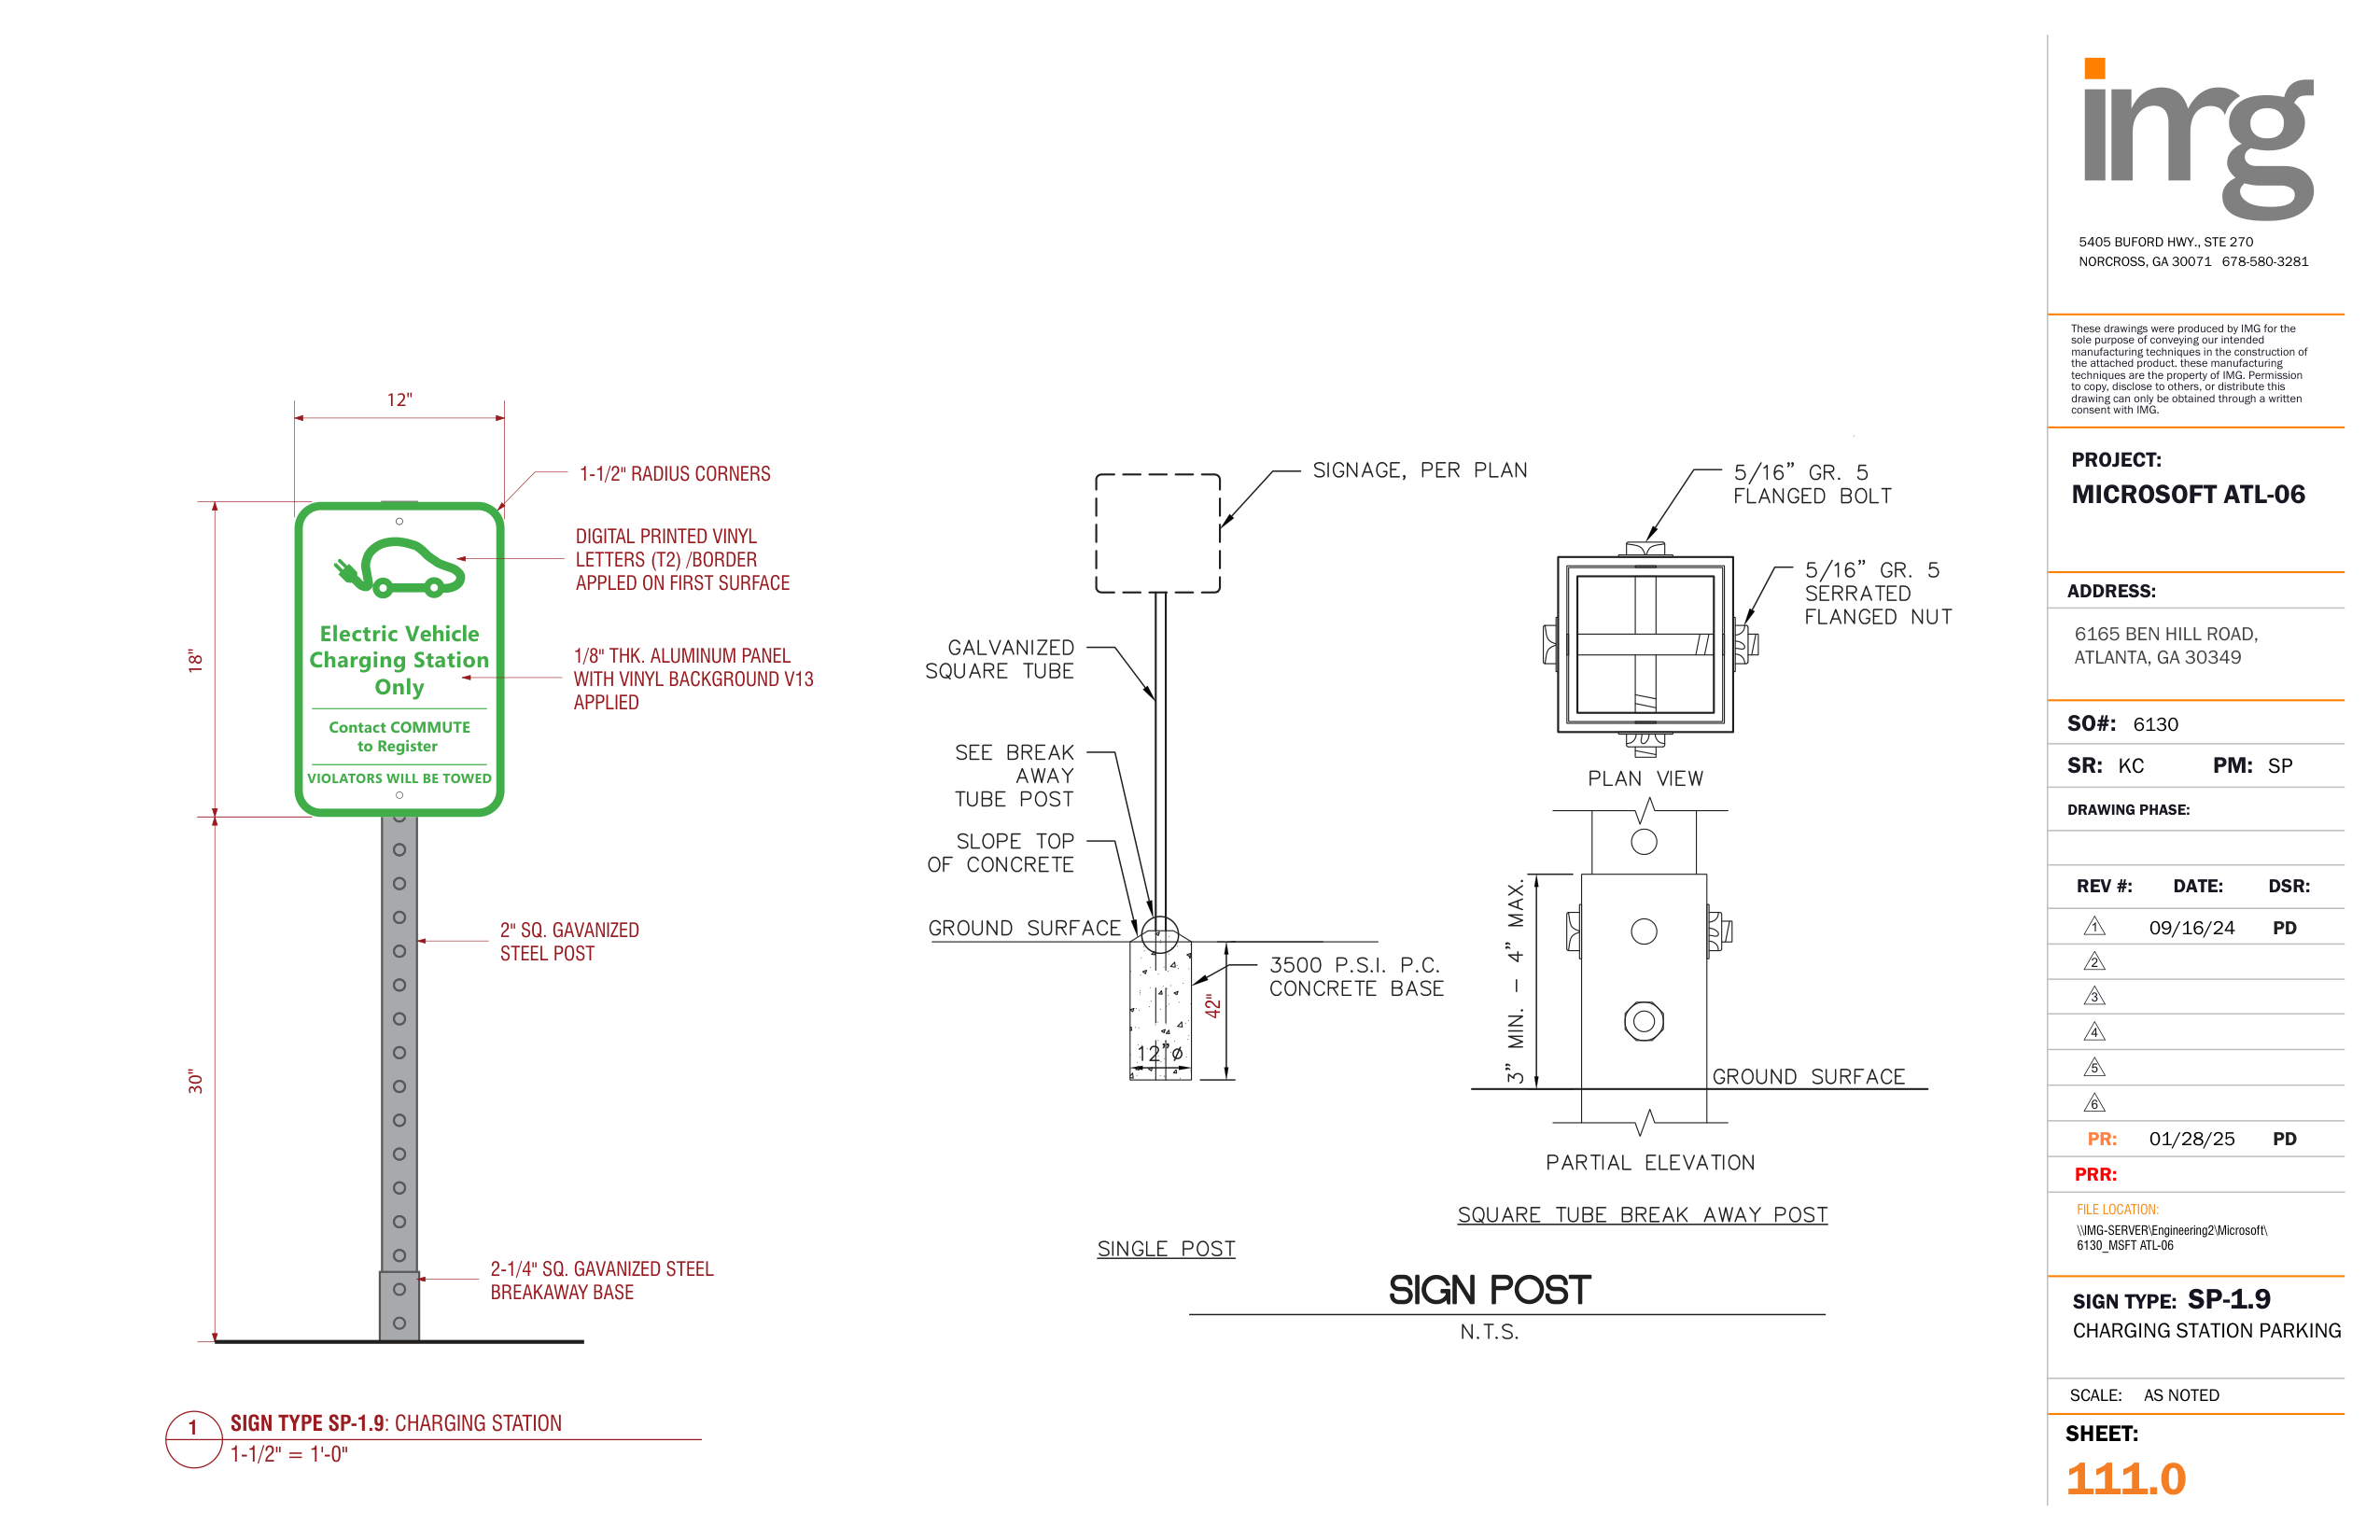 12"
1-1/2" RADIUS CORNERS
DIGITAL PRINTED VINYL
LETTERS (T2) /BORDER
APPLED ON FIRST SURFACE
1/8" THK. ALUMINUM PANEL
WITH VINYL BACKGROUND V13
APPLIED
18"
Electric Vehicle
Charging Station
Only
Contact COMMUTE
to Register
VIOLATORS WILL BE TOWED
2" SQ. GAVANIZED
STEEL POST
30"
2-1/4" SQ. GAVANIZED STEEL
BREAKAWAY BASE
1
SIGN TYPE SP-1.9: CHARGING STATION
1-1/2" = 1'-0"
SIGNAGE, PER PLAN
GALVANIZED
SQUARE TUBE
SEE BREAK
AWAY
TUBE POST
SLOPE TOP
OF CONCRETE
GROUND SURFACE
3500 P.S.I. P.C.
CONCRETE BASE
42"
12"ø
SINGLE POST
5/16” GR. 5
FLANGED BOLT
5/16” GR. 5
SERRATED
FLANGED NUT
PLAN VIEW
3” MIN. – 4” MAX.
GROUND SURFACE
PARTIAL ELEVATION
SQUARE TUBE BREAK AWAY POST
SIGN POST
N.T.S.
img
5405 BUFORD HWY., STE 270
NORCROSS, GA 30071 678-580-3281
These drawings were produced by IMG for the
sole purpose of conveying our intended
manufacturing techniques in the construction of
the attached product. these manufacturing
techniques are the property of IMG. Permission
to copy, disclose to others, or distribute this
drawing can only be obtained through a written
consent with IMG.
PROJECT:
MICROSOFT ATL-06
ADDRESS:
6165 BEN HILL ROAD,
ATLANTA, GA 30349
SO#: 6130
SR: KC PM: SP
DRAWING PHASE:
REV #: DATE: DSR:
1 09/16/24 PD
2
3
4
5
6
PR: 01/28/25 PD
PRR:
FILE LOCATION:
\\IMG-SERVER\Engineering2\Microsoft\
6130_MSFT ATL-06
SIGN TYPE: SP-1.9
CHARGING STATION PARKING
SCALE: AS NOTED
SHEET:
111.0